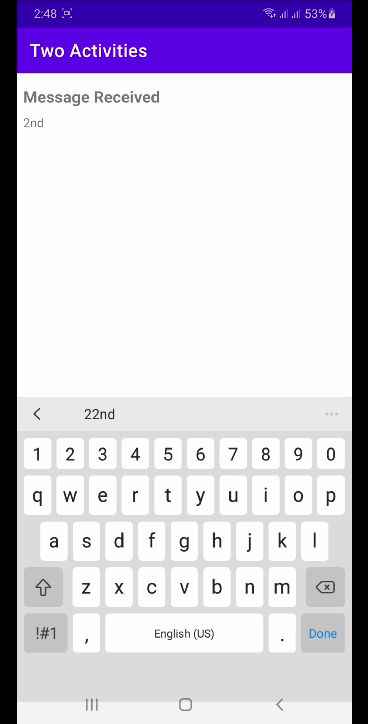 2:48 53%
Two Activities
Message Received
2nd
22nd
1 2 3 4 5 6 7 8 9 0
q w e r t y u i o p
a s d f g h j k l
z x c v b n m
!#1 , English (US) . Done